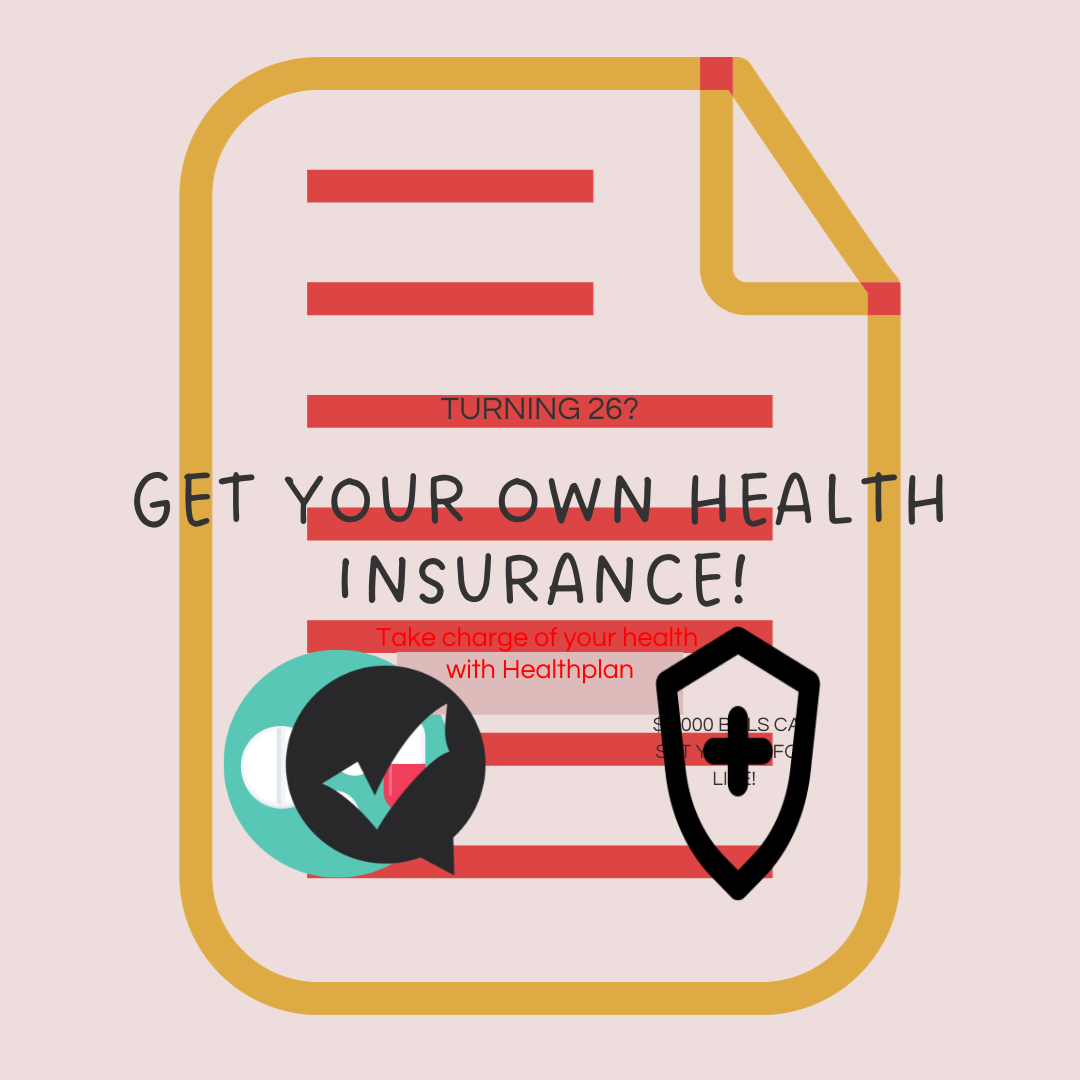 TURNING 26?
GET YOUR OWN HEALTH
INSURANCE!
Take charge of your health
with Healthplan